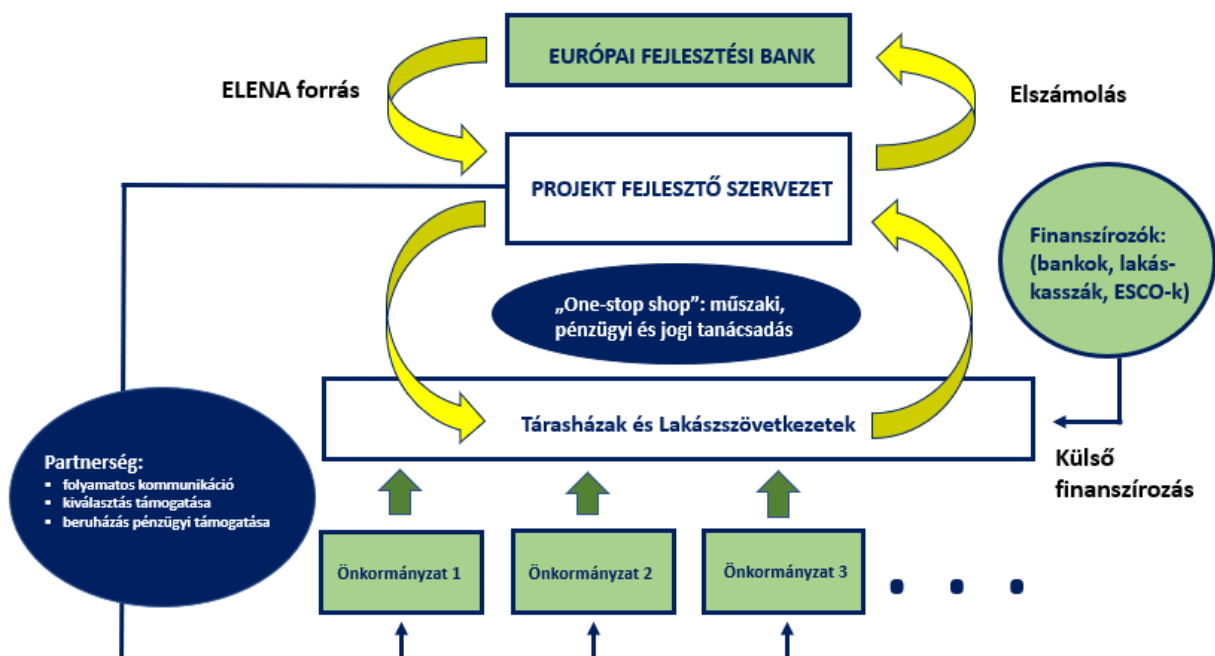 EURÓPAI FEJLESZTÉSI BANK
ELENA forrás
Elszámolás
PROJEKT FEJLESZTŐ SZERVEZET
Finanszírozók:
(bankok, lakás-
kasszák, ESCO-k)
„One-stop shop”: műszaki,
pénzügyi és jogi tanácsadás
Tárasházak és Lakászszövetkezetek
Külső
finanszírozás
Partnerség:
▪ folyamatos kommunikáció
▪ kiválasztás támogatása
▪ beruházás pénzügyi támogatása
Önkormányzat 1
Önkormányzat 2
Önkormányzat 3
. . .